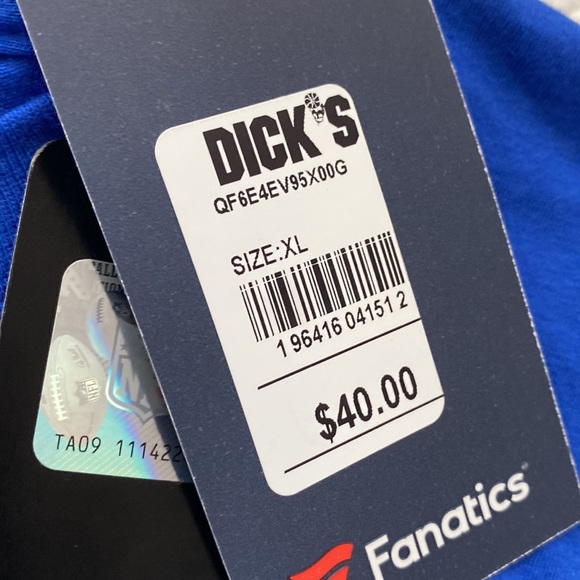 DICK'S
QF6E4EV95X00G
SIZE:XL
1 96416 04151 2
$40.00
Fanatics
TA09 111422